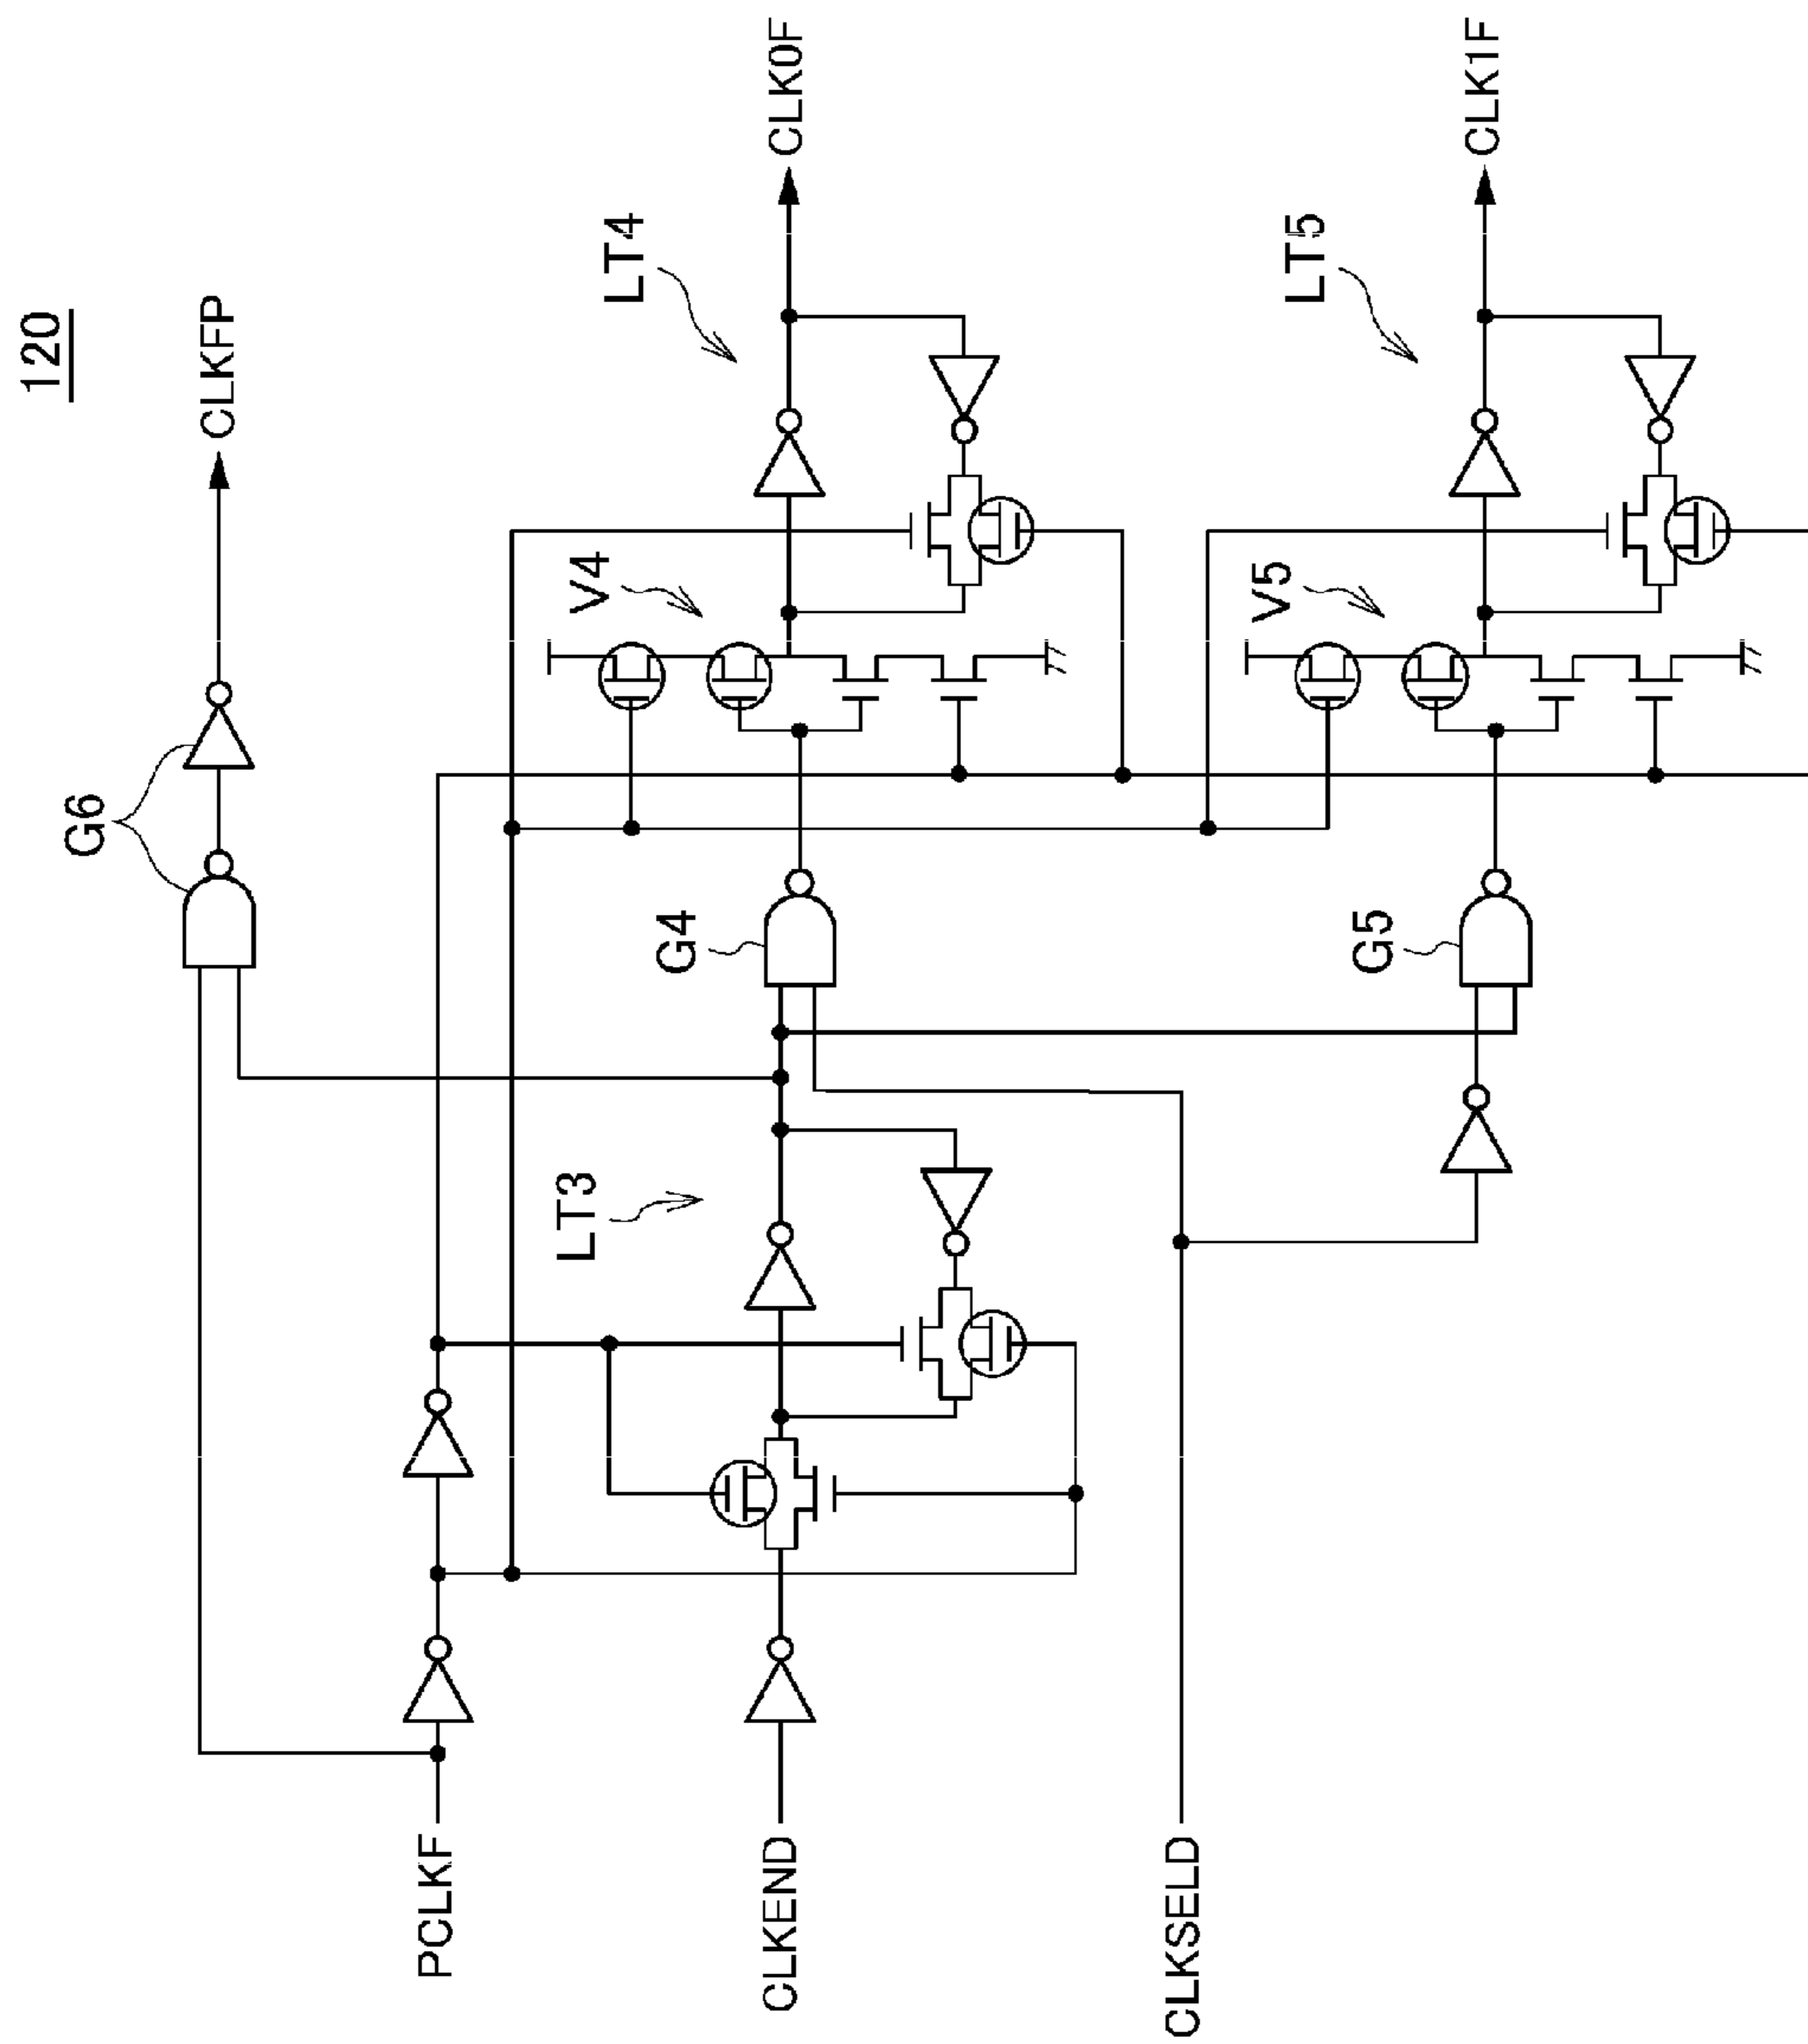 120
CLKFP
G6
LT4
CLK0F
V4
G4
LT3
PCLKF
CLKEND
LT5
CLK1F
V5
G5
CLKSELD